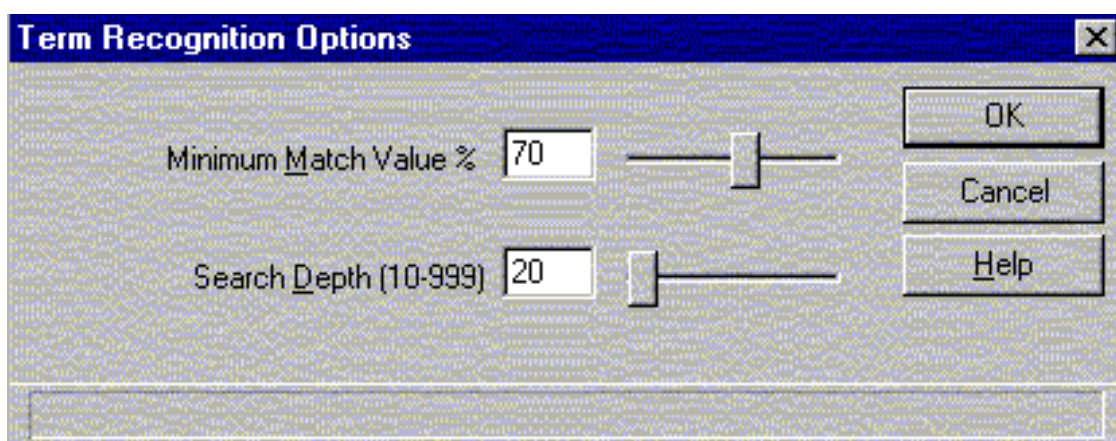 Term Recognition Options
Minimum Match Value % 70
OK
Cancel
Search Depth (10-999) 20
Help